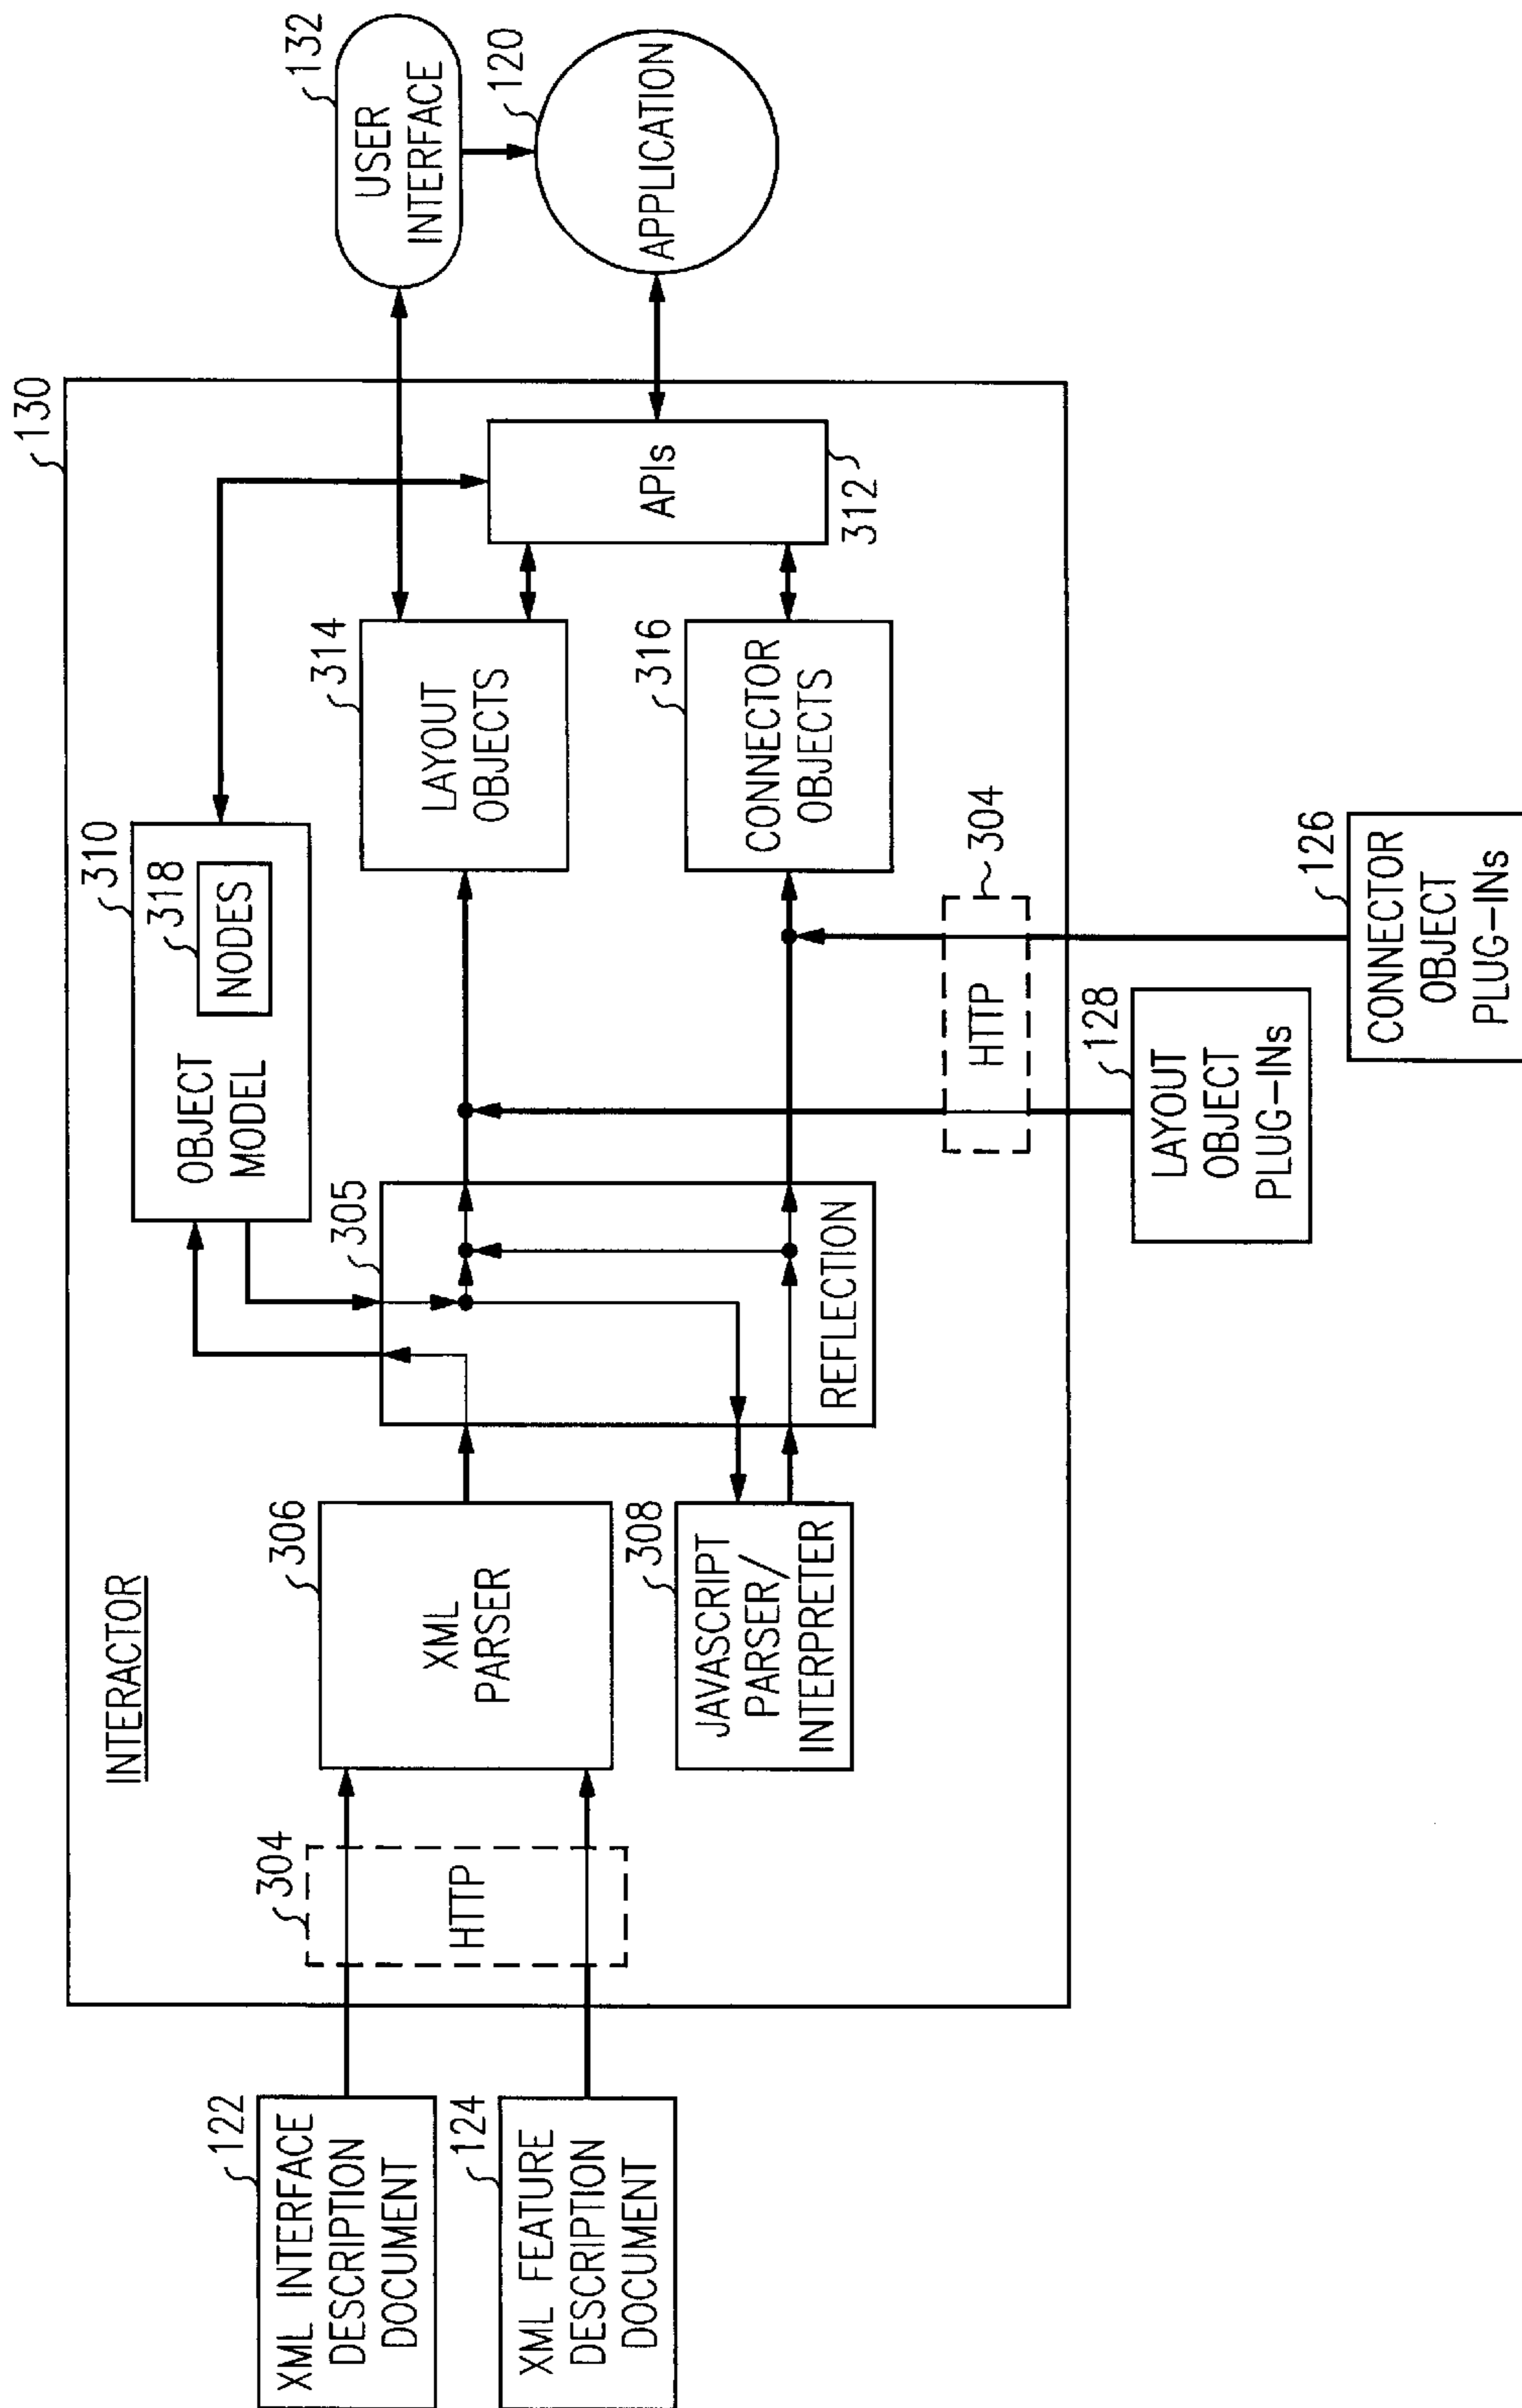 INTERACTOR
130
XML INTERFACE
DESCRIPTION
DOCUMENT
122
XML FEATURE
DESCRIPTION
DOCUMENT
124
HTTP
304
XML
PARSER
306
JAVASCRIPT
PARSER/
INTERPRETER
308
REFLECTION
305
OBJECT
MODEL
310
NODES
318
LAYOUT
OBJECTS
314
CONNECTOR
OBJECTS
316
APIs
312
USER
INTERFACE
132
APPLICATION
120
HTTP
304
LAYOUT
OBJECT
PLUG-INs
128
CONNECTOR
OBJECT
PLUG-INs
126